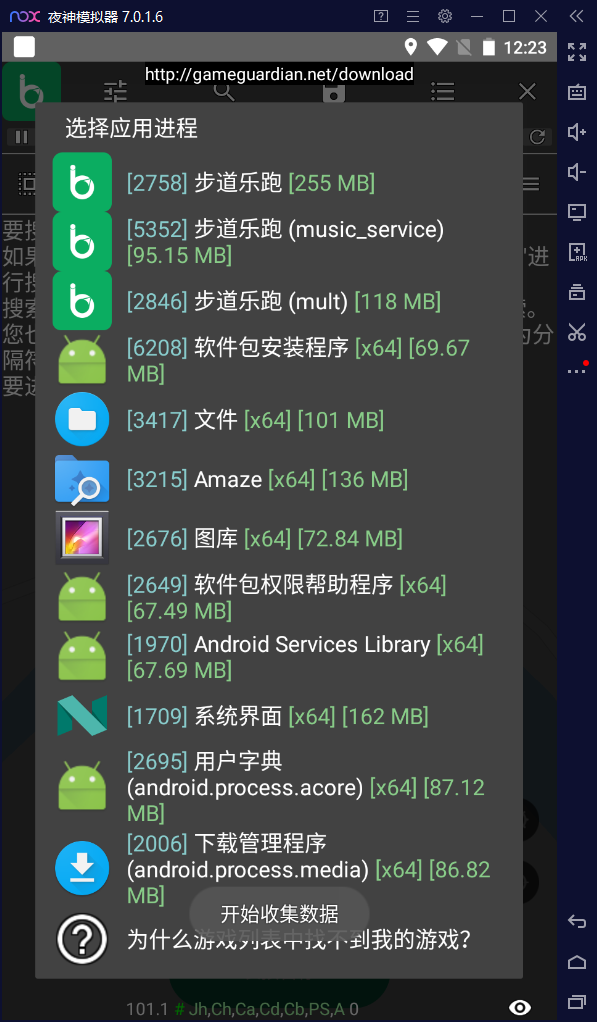 nox 夜神模拟器 7.0.1.6
12:23
http://gameguardian.net/download
选择应用进程
[2758] 步道乐跑 [255 MB]
[5352] 步道乐跑 (music_service)
[95.15 MB]
[2846] 步道乐跑 (mult) [118 MB]
[6208] 软件包安装程序 [x64] [69.67
MB]
[3417] 文件 [x64] [101 MB]
[3215] Amaze [x64] [136 MB]
[2676] 图库 [x64] [72.84 MB]
[2649] 软件包权限帮助程序 [x64]
[67.49 MB]
[1970] Android Services Library [x64]
[67.69 MB]
[1709] 系统界面 [x64] [162 MB]
[2695] 用户字典
(android.process.acore) [x64] [87.12
MB]
[2006] 下载管理程序
(android.process.media) [x64] [86.82
MB]
开始收集数据
为什么游戏列表中找不到我的游戏?
101.1 # Jh,Ch,Ca,Cd,Cb,PS,A 0